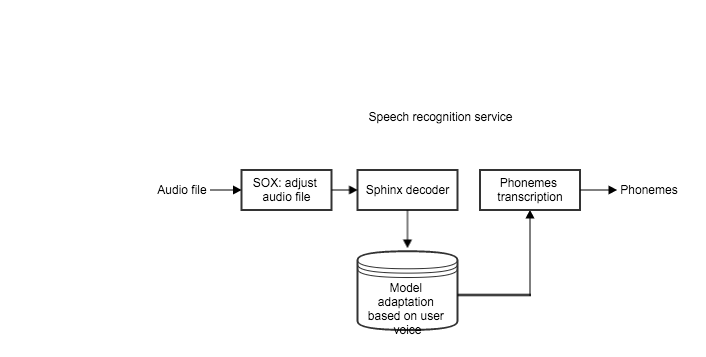 Speech recognition service
Audio file
SOX: adjust
audio file
Sphinx decoder
Phonemes
transcription
Phonemes
Model
adaptation
based on user
voice